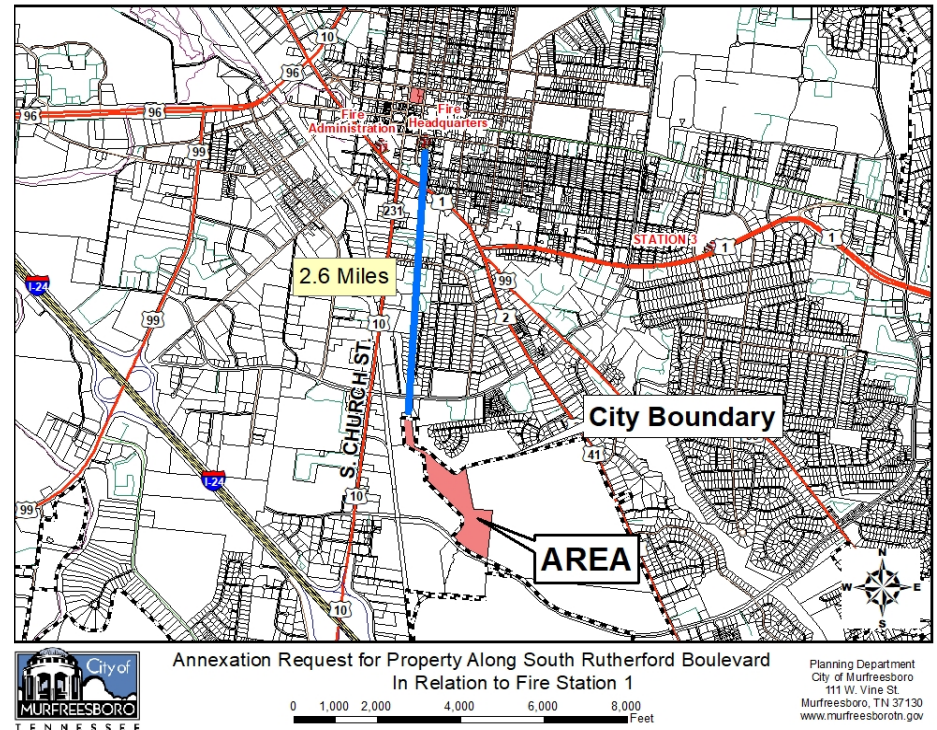 10
96
96
96
96
99
Fire
Administration
Fire
Headquarters
231
1
STATION 3
1
1
2.6 Miles
99
I-24
99
10
2
S. CHURCH ST.
City Boundary
41
I-24
99
10
AREA
10
N
W
E
S
City of
MURFREESBORO
TENNESSEE
Annexation Request for Property Along South Rutherford Boulevard
In Relation to Fire Station 1
0 1,000 2,000 4,000 6,000 8,000
Feet
Planning Department
City of Murfreesboro
111 W. Vine St.
Murfreesboro, TN 37130
www.murfreesborotn.gov